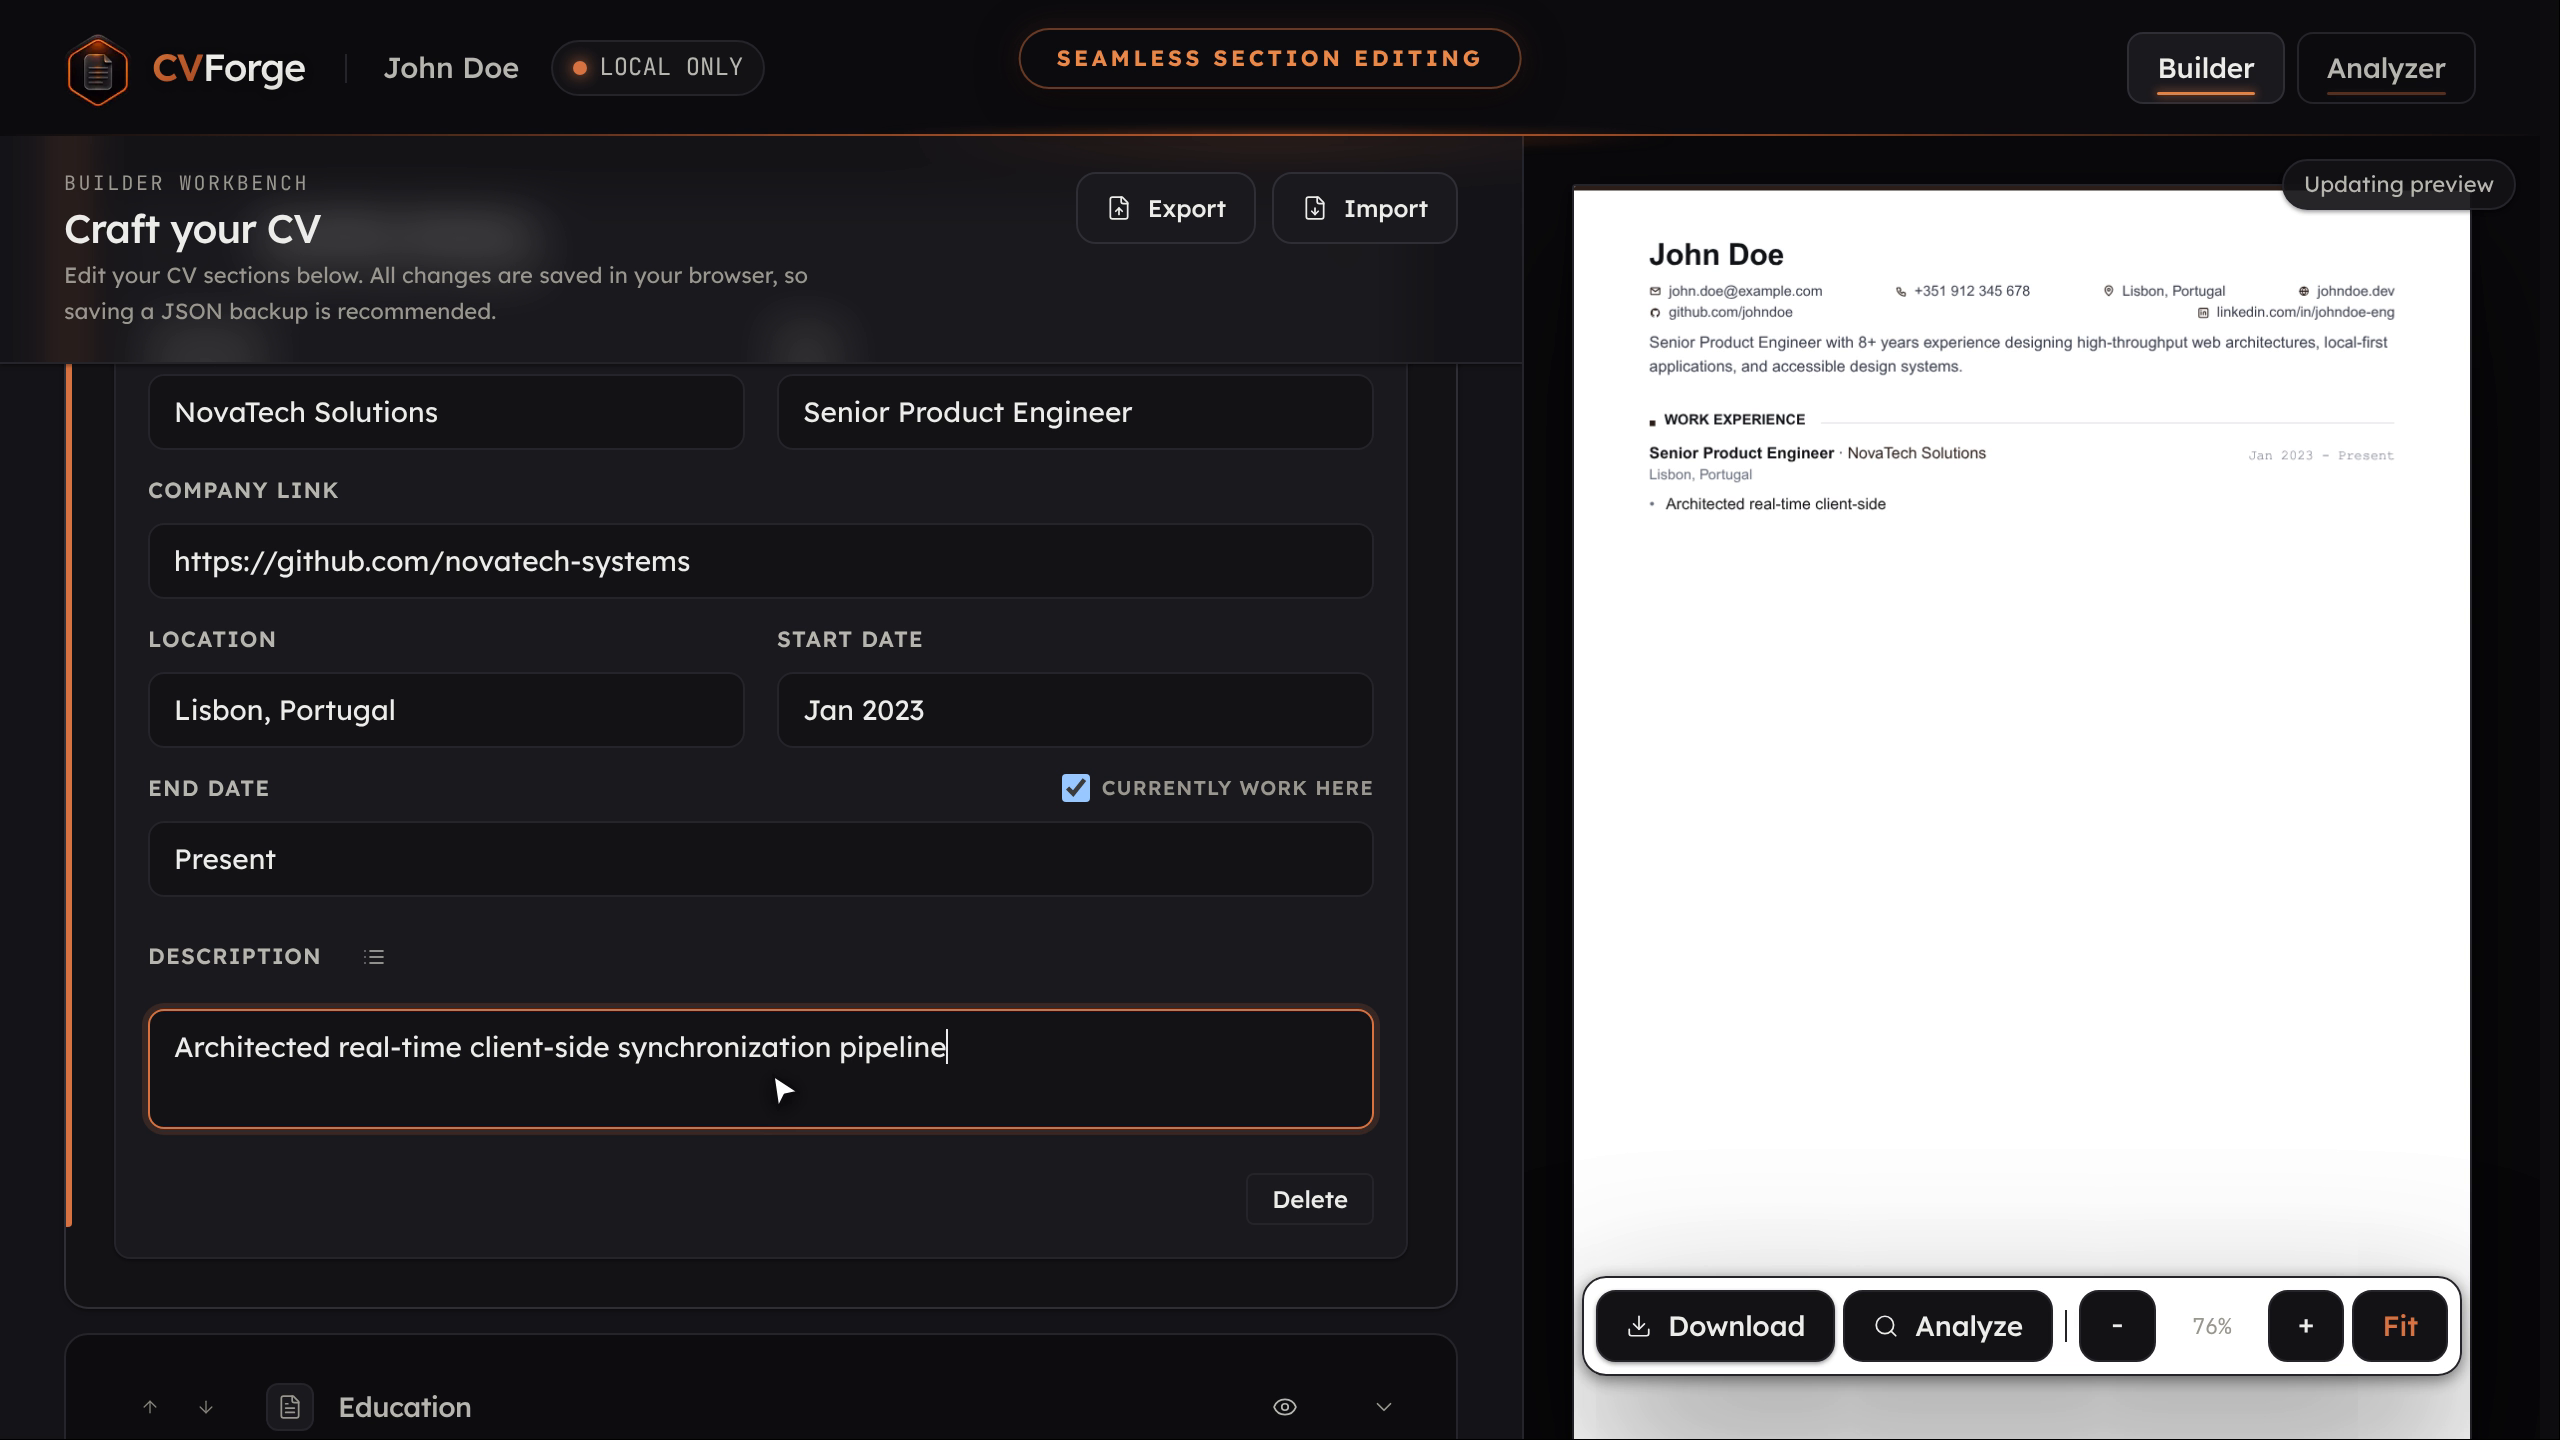 CVForge
John Doe
LOCAL ONLY
SEAMLESS SECTION EDITING
Builder
Analyzer
BUILDER WORKBENCH
Craft your CV
Edit your CV sections below. All changes are saved in your browser, so
saving a JSON backup is recommended.
Export
Import
NovaTech Solutions
Senior Product Engineer
COMPANY LINK
https://github.com/novatech-systems
LOCATION
START DATE
Lisbon, Portugal
Jan 2023
END DATE
CURRENTLY WORK HERE
Present
DESCRIPTION
Architected real-time client-side synchronization pipeline
Delete
Education
Updating preview
John Doe
john.doe@example.com
+351 912 345 678
Lisbon, Portugal
johndoe.dev
github.com/johndoe
linkedin.com/in/johndoe-eng
Senior Product Engineer with 8+ years experience designing high-throughput web architectures, local-first
applications, and accessible design systems.
WORK EXPERIENCE
Senior Product Engineer · NovaTech Solutions
Jan 2023 – Present
Lisbon, Portugal
• Architected real-time client-side
Download
Analyze
-
76%
+
Fit